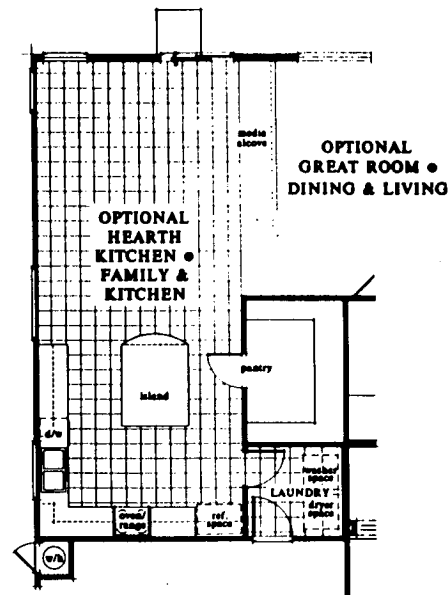 media
alcove
OPTIONAL
GREAT ROOM •
DINING & LIVING
OPTIONAL
HEARTH
KITCHEN •
FAMILY &
KITCHEN
pantry
island
d/w
washer
space
LAUNDRY
dryer
space
oven/
range
ref.
space
w/h